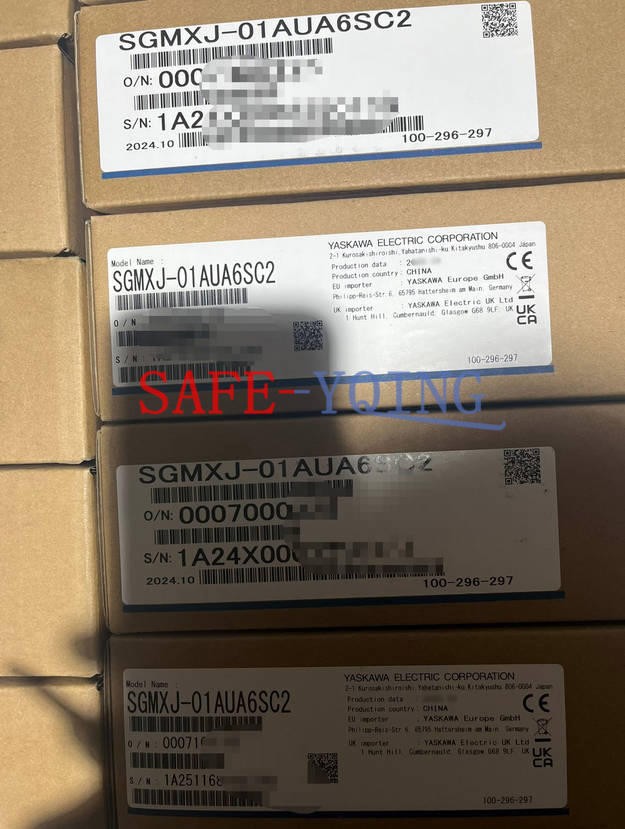 SGMXJ-01AUA6SC2
O/N: 000
S/N: 1A2
2024.10
100-296-297
YASKAWA ELECTRIC CORPORATION
2-1 Kurosakishiroishi, Yahatanishi-ku Kitakyushu 806-0004 Japan
Model Name :
SGMXJ-01AUA6SC2
Production data : 2
Production country : CHINA
EU importer : YASKAWA Europe GmbH
Philipp-Reis-Str. 6, 65795 Hattersheim am Main, Germany
UK importer : YASKAWA Electric UK Ltd
1 Hunt Hill, Cumbernauld, Glasgow G68 9LF, UK
CE
UK
CA
O/N
S/N :
100-296-297
SAFE-YQING
SGMXJ-01AUA6SC2
O/N: 0007000
S/N: 1A24X00
2024.10
100-296-297
YASKAWA ELECTRIC CORPORATION
2-1 Kurosakishiroishi, Yahatanishi-ku Kitakyushu 806-0004 Japan
Model Name :
SGMXJ-01AUA6SC2
Production data :
Production country : CHINA
EU importer : YASKAWA Europe GmbH
Philipp-Reis-Str. 6, 65795 Hattersheim am Main, Germany
UK importer : YASKAWA Electric UK Ltd
1 Hunt Hill, Cumbernauld, Glasgow G68 9LF, UK
CE
UK
CA
O/N : 00071
S/N : 1A25116
100-296-297